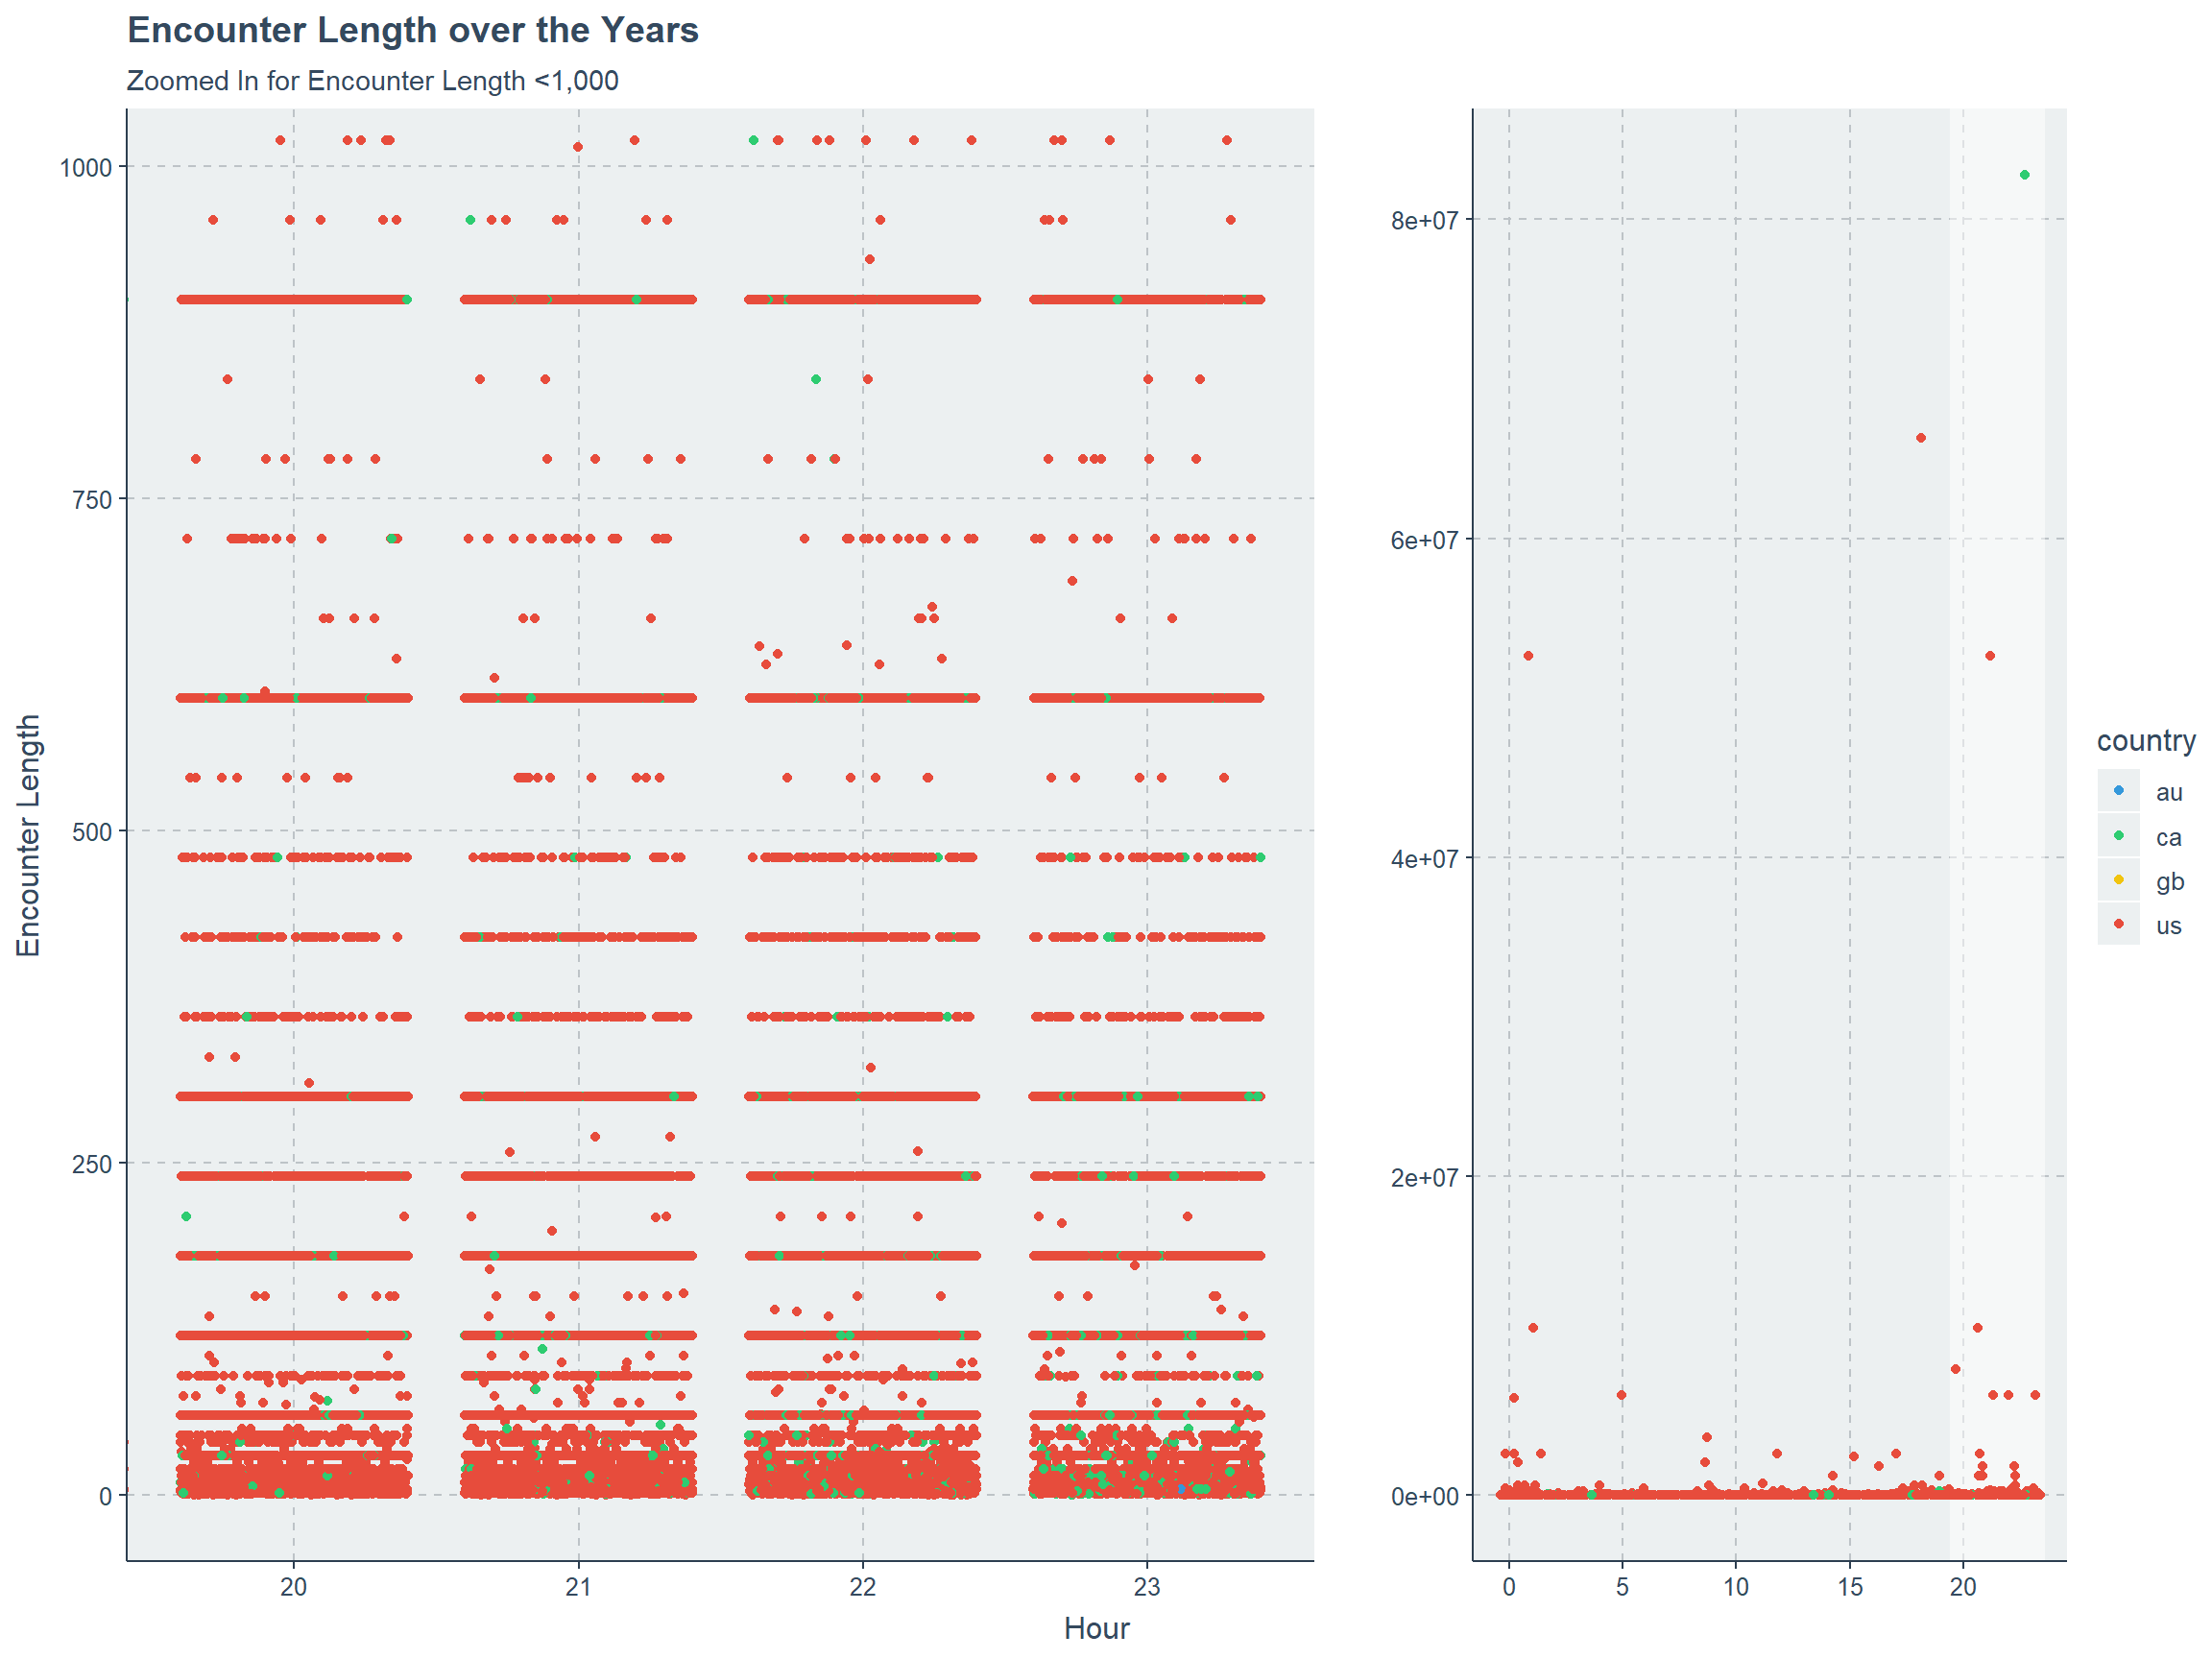 Encounter Length over the Years
Zoomed In for Encounter Length <1,000
Encounter Length
1000
750
500
250
0
20 21 22 23
8e+07
6e+07
4e+07
2e+07
0e+00
0 5 10 15 20
Hour
country
au
ca
gb
us